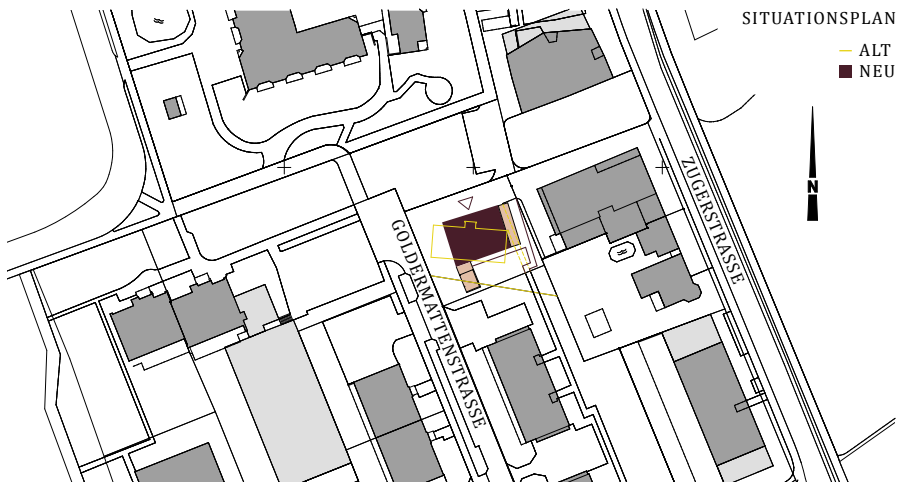 SITUATIONSPLAN
ALT
NEU
N
ZUGERSTRASSE
GOLDERMATTENSTRASSE